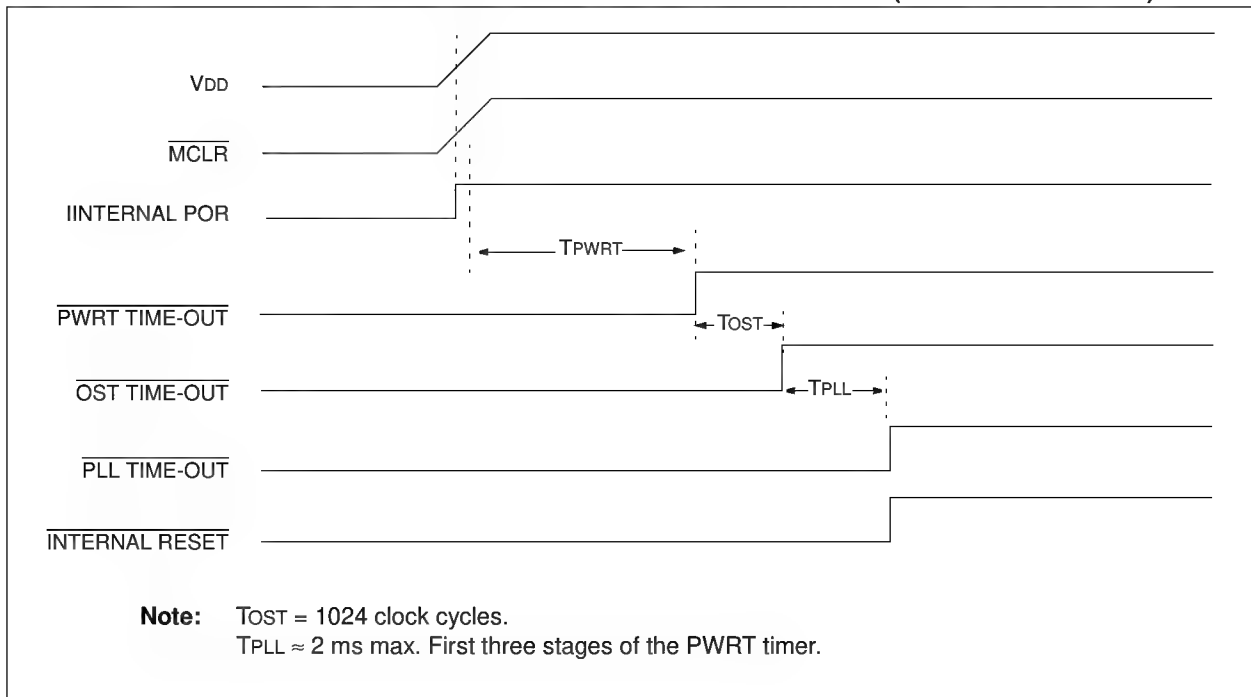 VDD
MCLR
IINTERNAL POR
TPWRT
PWRT TIME-OUT
TOST
OST TIME-OUT
TPLL
PLL TIME-OUT
INTERNAL RESET
Note: TOST = 1024 clock cycles.
TPLL ≈ 2 ms max. First three stages of the PWRT timer.